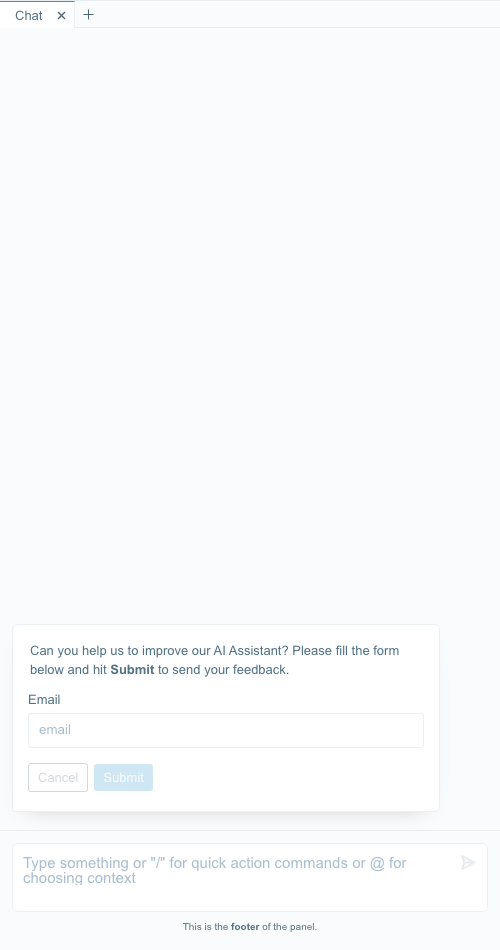 Chat
Can you help us to improve our AI Assistant? Please fill the form
below and hit Submit to send your feedback.
Email
email
Cancel Submit
Type something or "/" for quick action commands or @ for
choosing context
This is the footer of the panel.